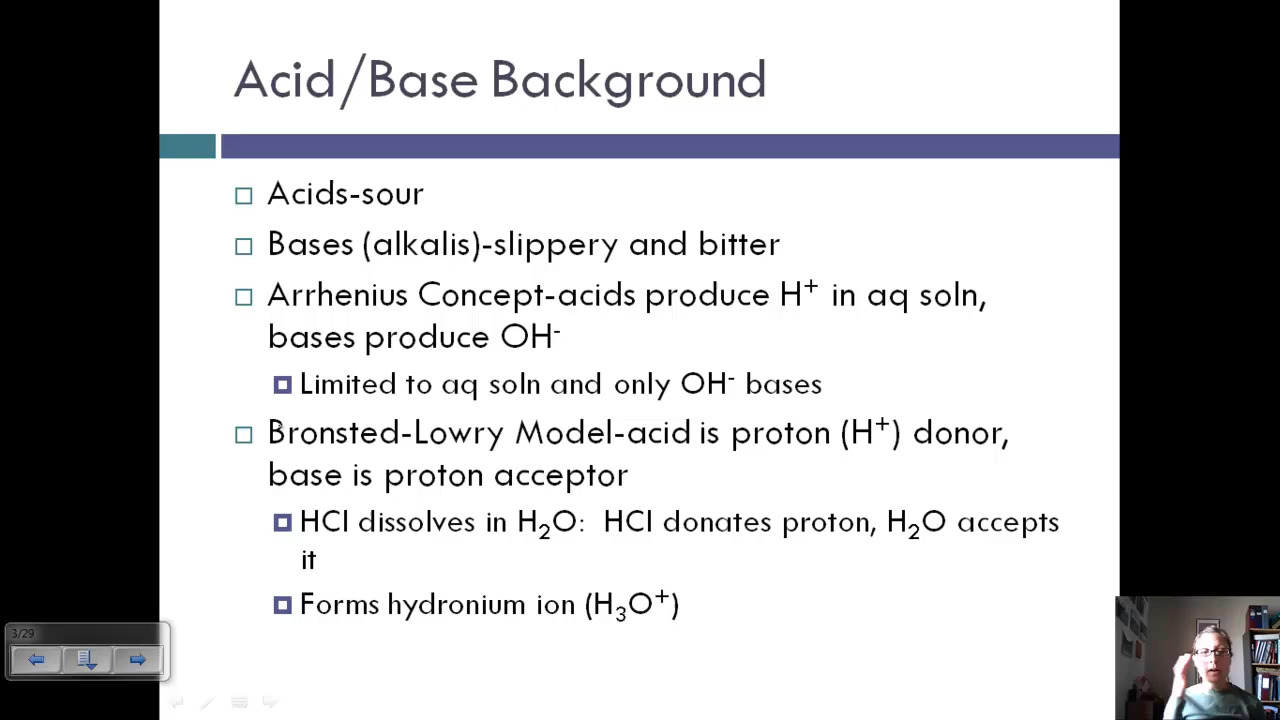 Acid/Base Background
Acids-sour
Bases (alkalis)-slippery and bitter
Arrhenius Concept-acids produce H⁺ in aq soln,
bases produce OH⁻
Limited to aq soln and only OH⁻ bases
Bronsted-Lowry Model-acid is proton (H⁺) donor,
base is proton acceptor
HCl dissolves in H₂O:  HCl donates proton, H₂O accepts
it
Forms hydronium ion (H₃O⁺)
3/29